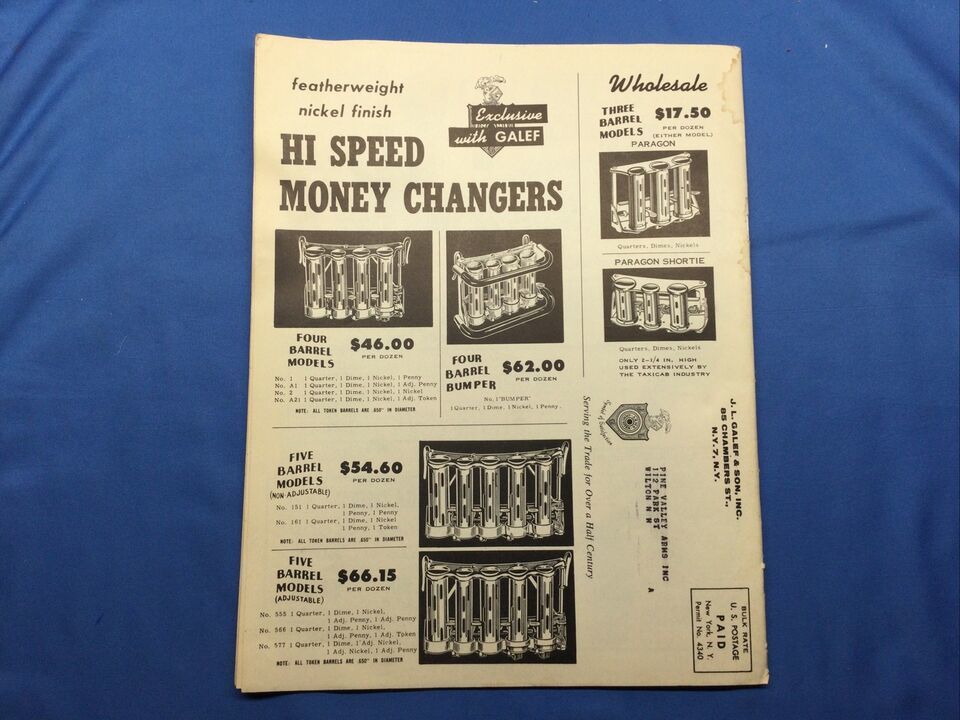 featherweight
nickel finish
HI SPEED
MONEY CHANGERS
Exclusive
with GALEF
Wholesale
THREE
BARREL
MODELS
$17.50
PER DOZEN
(EITHER MODEL)
PARAGON
Quarters, Dimes, Nickels
PARAGON SHORTIE
Quarters, Dimes, Nickels
ONLY 2-1/4 IN. HIGH
USED EXTENSIVELY BY
THE TAXICAB INDUSTRY
FOUR
BARREL
MODELS
$46.00
PER DOZEN
No. 1 1 Quarter, 1 Dime, 1 Nickel, 1 Penny
No. A1 1 Quarter, 1 Dime, 1 Nickel, 1 Adj. Penny
No. 2 1 Quarter, 1 Dime, 1 Nickel, 1 Nickel
No. A21 1 Quarter, 1 Dime, 1 Nickel, 1 Adj. Token
NOTE: ALL TOKEN BARRELS ARE .650" IN DIAMETER
FOUR
BARREL
BUMPER
$62.00
PER DOZEN
No. 1 "BUMPER"
1 Quarter, 1 Dime, 1 Nickel, 1 Penny.
FIVE
BARREL
MODELS
(NON-ADJUSTABLE)
$54.60
PER DOZEN
No. 151 1 Quarter, 1 Dime, 1 Nickel,
1 Penny, 1 Penny
No. 161 1 Quarter, 1 Dime, 1 Nickel
1 Penny, 1 Token
NOTE: ALL TOKEN BARRELS ARE .650" IN DIAMETER
FIVE
BARREL
MODELS
(ADJUSTABLE)
$66.15
PER DOZEN
No. 555 1 Quarter, 1 Dime, 1 Nickel,
1 Adj. Penny, 1 Adj. Penny
No. 566 1 Quarter, 1 Dime, 1 Nickel,
1 Adj. Penny, 1 Adj. Token
No. 577 1 Quarter, 1 Dime, 1 Adj. Nickel,
1 Adj. Nickel, 1 Adj. Penny
NOTE: ALL TOKEN BARRELS ARE .650" IN DIAMETER
J. L. GALEF & SON, INC.
85 CHAMBERS ST.,
N.Y. 7, N.Y.
Serving the Trade for Over a Half Century
PINE VALLEY ARMS INC
112 PARK ST
WILTON N H
A
BULK RATE
U. S. POSTAGE
PAID
New York, N. Y.
Permit No. 4340